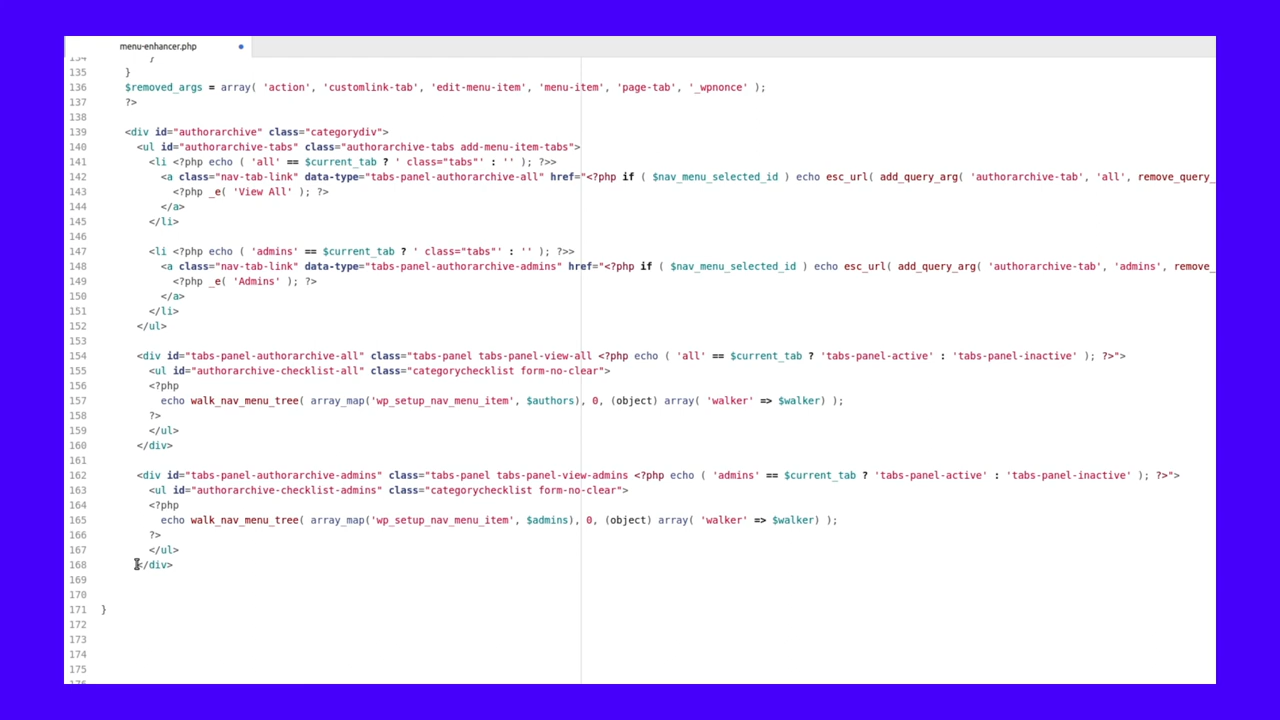 menu-enhancer.php
134 }
135 }
136 $removed_args = array( 'action', 'customlink-tab', 'edit-menu-item', 'menu-item', 'page-tab', '_wpnonce' );
137 ?>
138
139 <div id="authorarchive" class="categorydiv">
140 <ul id="authorarchive-tabs" class="authorarchive-tabs add-menu-item-tabs">
141 <li <?php echo ( 'all' == $current_tab ? ' class="tabs"' : '' ); ?>>
142 <a class="nav-tab-link" data-type="tabs-panel-authorarchive-all" href="<?php if ( $nav_menu_selected_id ) echo esc_url( add_query_arg( 'authorarchive-tab', 'all', remove_query_
143 <?php _e( 'View All' ); ?>
144 </a>
145 </li>
146
147 <li <?php echo ( 'admins' == $current_tab ? ' class="tabs"' : '' ); ?>>
148 <a class="nav-tab-link" data-type="tabs-panel-authorarchive-admins" href="<?php if ( $nav_menu_selected_id ) echo esc_url( add_query_arg( 'authorarchive-tab', 'admins', remove_
149 <?php _e( 'Admins' ); ?>
150 </a>
151 </li>
152 </ul>
153
154 <div id="tabs-panel-authorarchive-all" class="tabs-panel tabs-panel-view-all <?php echo ( 'all' == $current_tab ? 'tabs-panel-active' : 'tabs-panel-inactive' ); ?>">
155 <ul id="authorarchive-checklist-all" class="categorychecklist form-no-clear">
156 <?php
157 echo walk_nav_menu_tree( array_map('wp_setup_nav_menu_item', $authors), 0, (object) array( 'walker' => $walker) );
158 ?>
159 </ul>
160 </div>
161
162 <div id="tabs-panel-authorarchive-admins" class="tabs-panel tabs-panel-view-admins <?php echo ( 'admins' == $current_tab ? 'tabs-panel-active' : 'tabs-panel-inactive' ); ?>">
163 <ul id="authorarchive-checklist-admins" class="categorychecklist form-no-clear">
164 <?php
165 echo walk_nav_menu_tree( array_map('wp_setup_nav_menu_item', $admins), 0, (object) array( 'walker' => $walker) );
166 ?>
167 </ul>
168 </div>
169
170
171 }
172
173
174
175